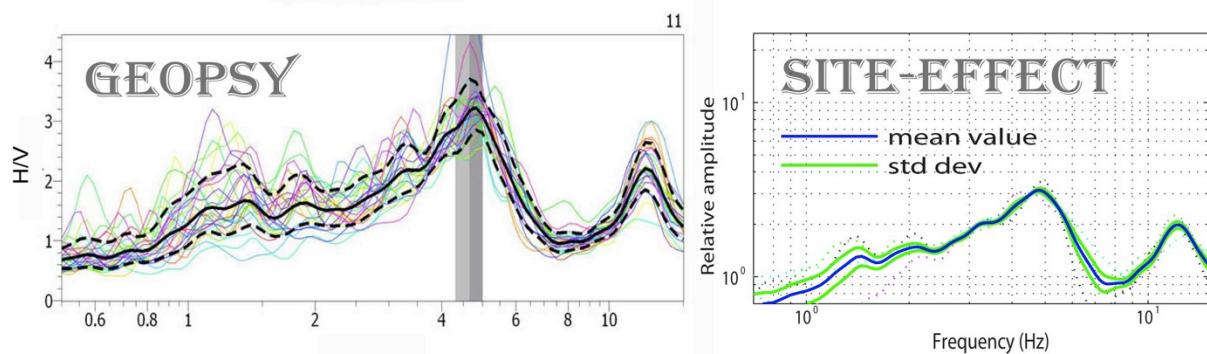 11
GEOPSY
H/V
4
3
2
1
0
0.6 0.8 1 2 4 6 8 10
SITE-EFFECT
mean value
std dev
Relative amplitude
10¹
10⁰
10⁰ 10¹
Frequency (Hz)